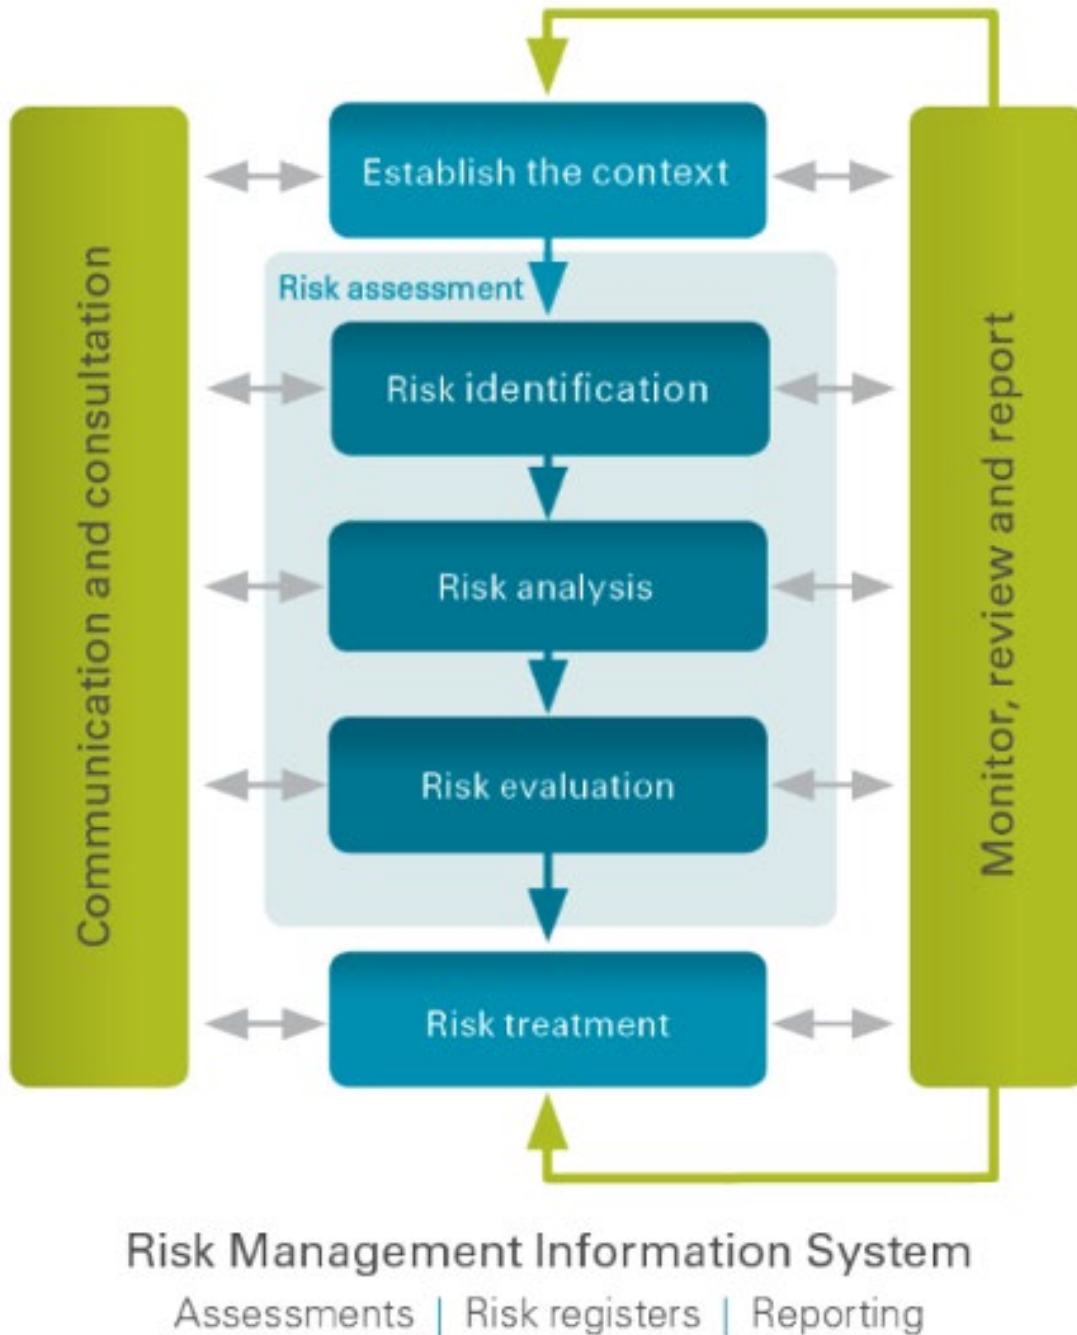 Establish the context
Communication and consultation
Risk assessment
Risk identification
Risk analysis
Risk evaluation
Risk treatment
Monitor, review and report
Risk Management Information System
Assessments | Risk registers | Reporting